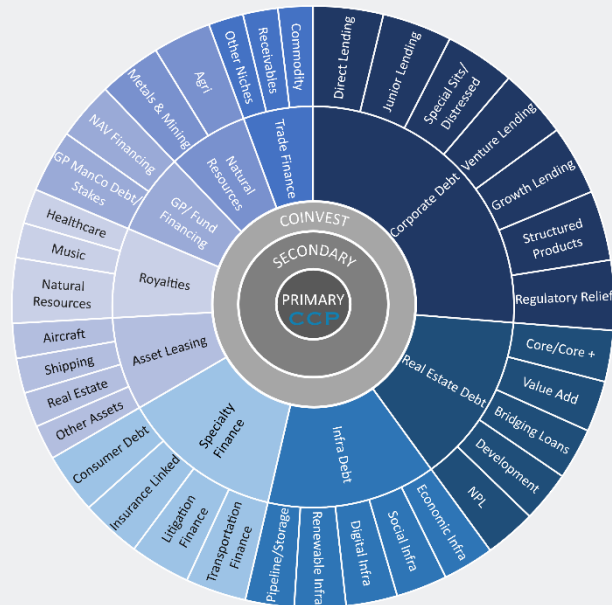 COINVEST
SECONDARY
PRIMARY
CCP
Corporate Debt
Direct Lending
Junior Lending
Special Sits/
Distressed
Venture Lending
Growth Lending
Structured
Products
Regulatory Relief
Real Estate Debt
Core/Core +
Value Add
Bridging Loans
Development
NPL
Infra Debt
Economic Infra
Social Infra
Digital Infra
Renewable Infra
Pipeline/Storage
Specialty
Finance
Transportation
Finance
Litigation
Finance
Insurance Linked
Consumer Debt
Asset Leasing
Other Assets
Real Estate
Shipping
Aircraft
Royalties
Natural
Resources
Music
Healthcare
GP/ Fund
Financing
GP ManCo Debt/
Stakes
NAV Financing
Natural
Resources
Metals & Mining
Agri
Trade Finance
Other Niches
Receivables
Commodity